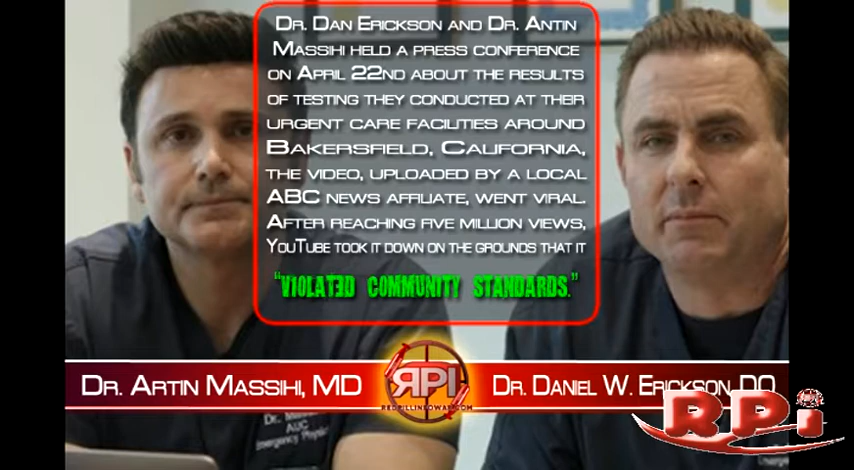 Dr. Dan Erickson and Dr. Antin
Massihi held a press conference
on April 22nd about the results
of testing they conducted at their
urgent care facilities around
Bakersfield, California,
the video, uploaded by a local
ABC news affiliate, went viral.
After reaching five million views,
YouTube took it down on the grounds that it
"VIOLATED COMMUNITY STANDARDS."
Dr. Artin Massihi, MD
RPI
REDPILLINIOWA.COM
Dr. Daniel W. Erickson, DO
RPi
AUC
Emergency